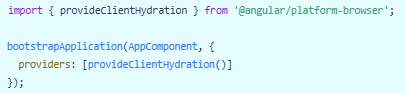 import { provideClientHydration } from '@angular/platform-browser';
bootstrapApplication(AppComponent, {
  providers: [provideClientHydration()]
});